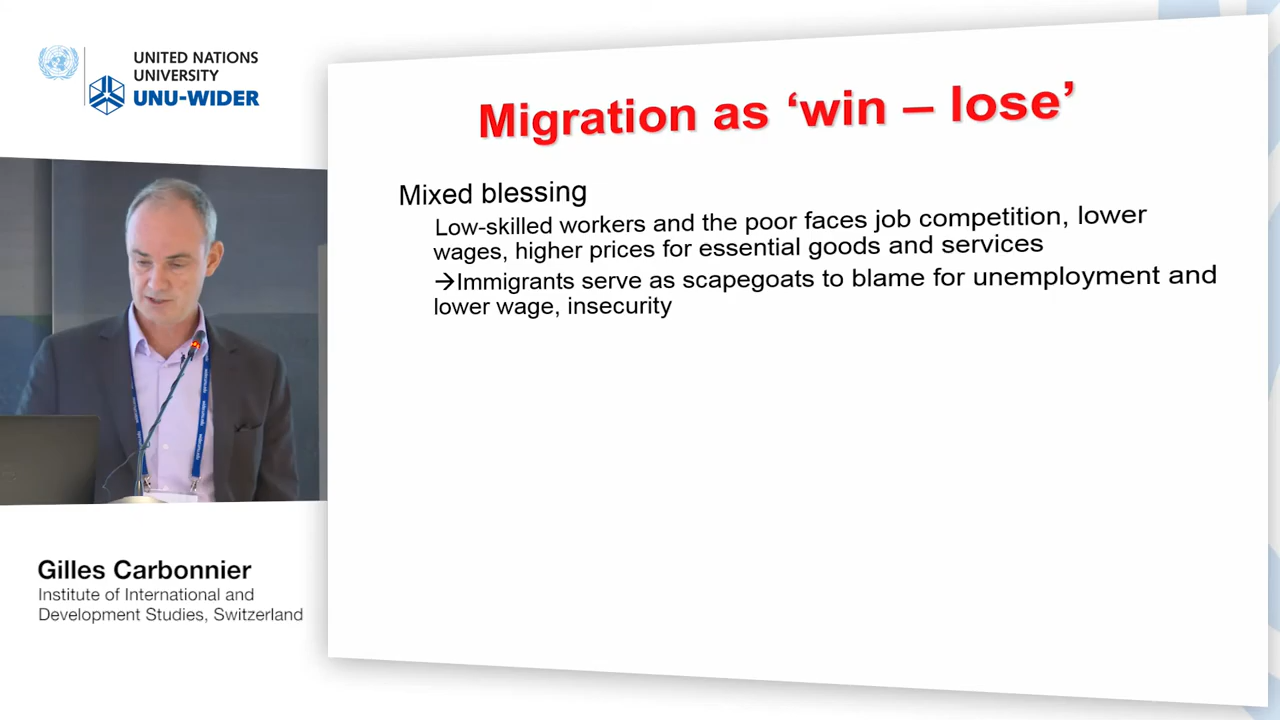 UNITED NATIONS
UNIVERSITY
UNU-WIDER
Migration as ‘win – lose’
Mixed blessing
Low-skilled workers and the poor faces job competition, lower
wages, higher prices for essential goods and services
→Immigrants serve as scapegoats to blame for unemployment and
lower wage, insecurity
Gilles Carbonnier
Institute of International and
Development Studies, Switzerland